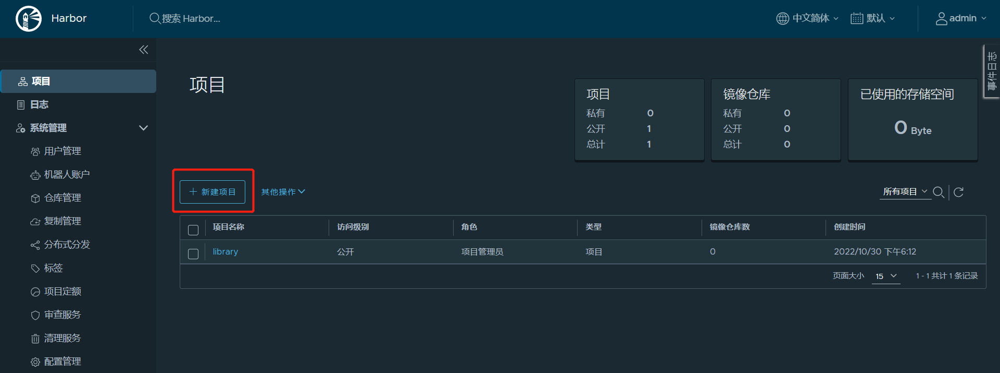 Harbor
搜索 Harbor...
中文简体
默认
admin
事件日志
项目
日志
系统管理
用户管理
机器人账户
仓库管理
复制管理
分布式分发
标签
项目定额
审查服务
清理服务
配置管理
项目
项目
私有 0
公开 1
总计 1
镜像仓库
私有 0
公开 0
总计 0
已使用的存储空间
0 Byte
+ 新建项目
其他操作
所有项目
项目名称 访问级别 角色 类型 镜像仓库数 创建时间
library 公开 项目管理员 项目 0 2022/10/30 下午6:12
页面大小 15 1 - 1 共计 1 条记录